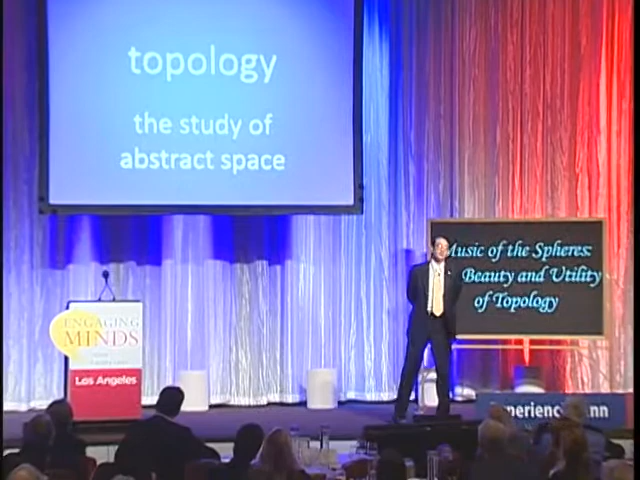 topology
the study of
abstract space
Music of the Spheres:
Beauty and Utility
of Topology
ENGAGING
MINDS
Los Angeles